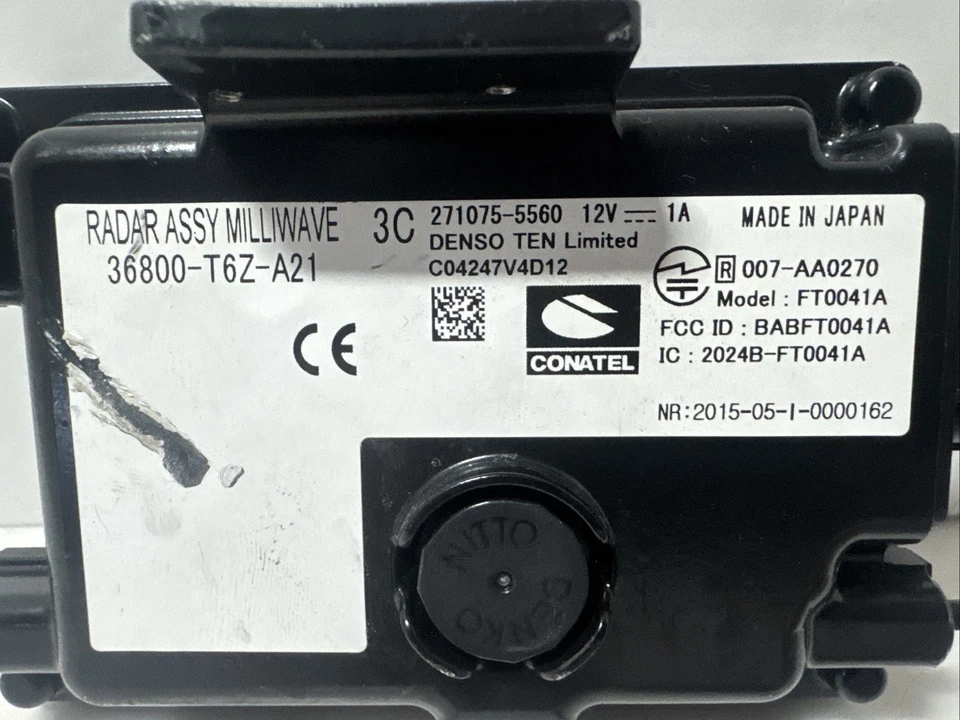 RADAR ASSY MILLIWAVE
36800-T6Z-A21
3C
271075-5560 12V ⎓ 1A
DENSO TEN Limited
C04247V4D12
MADE IN JAPAN
R 007-AA0270
Model : FT0041A
FCC ID : BABFT0041A
IC : 2024B-FT0041A
CE
CONATEL
NR:2015-05-I-0000162
NITTO
DENKO